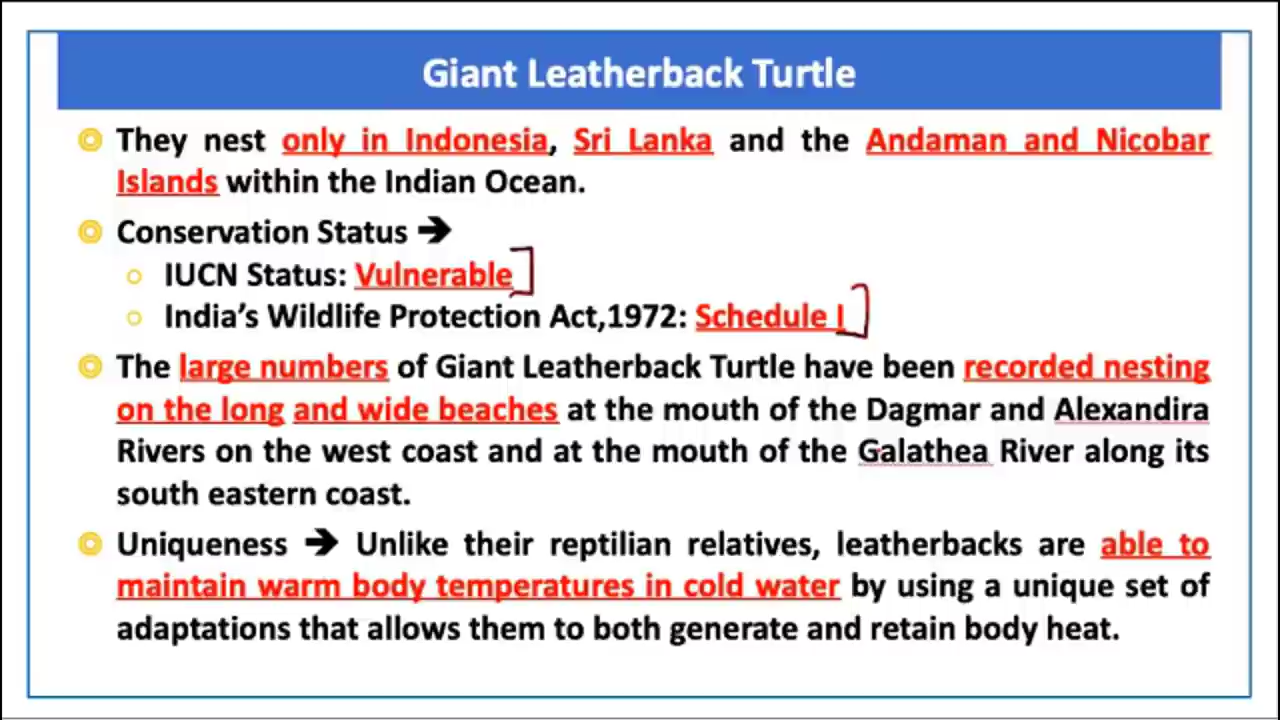 Giant Leatherback Turtle
They nest only in Indonesia, Sri Lanka and the Andaman and Nicobar
Islands within the Indian Ocean.
Conservation Status ➔
IUCN Status: Vulnerable
India’s Wildlife Protection Act,1972: Schedule I
The large numbers of Giant Leatherback Turtle have been recorded nesting
on the long and wide beaches at the mouth of the Dagmar and Alexandira
Rivers on the west coast and at the mouth of the Galathea River along its
south eastern coast.
Uniqueness ➔ Unlike their reptilian relatives, leatherbacks are able to
maintain warm body temperatures in cold water by using a unique set of
adaptations that allows them to both generate and retain body heat.